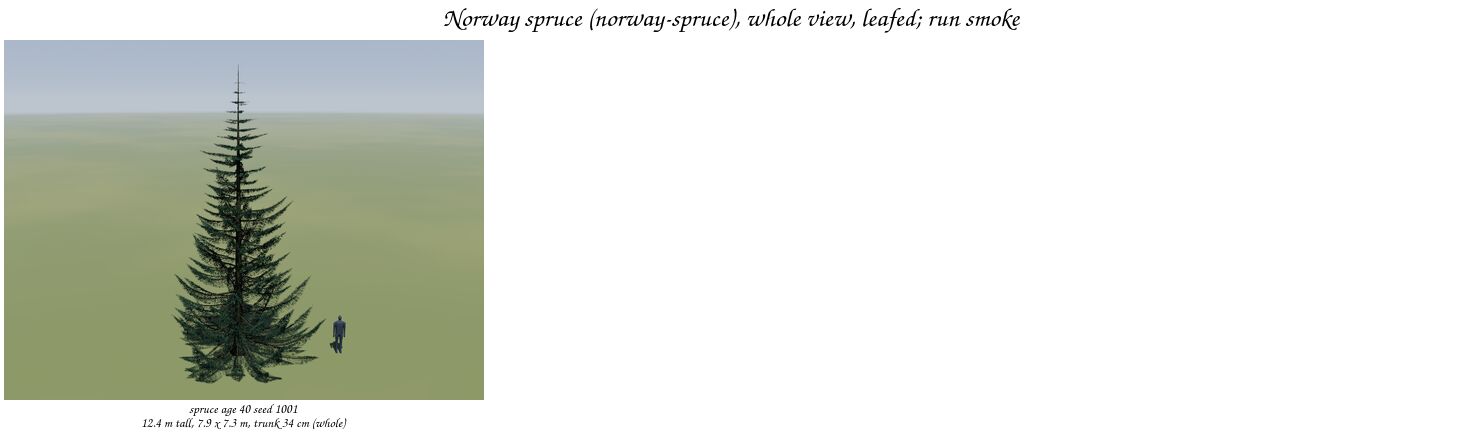 Norway spruce (norway-spruce), whole view, leafed; run smoke
spruce age 40 seed 1001
12.4 m tall, 7.9 x 7.3 m, trunk 34 cm (whole)